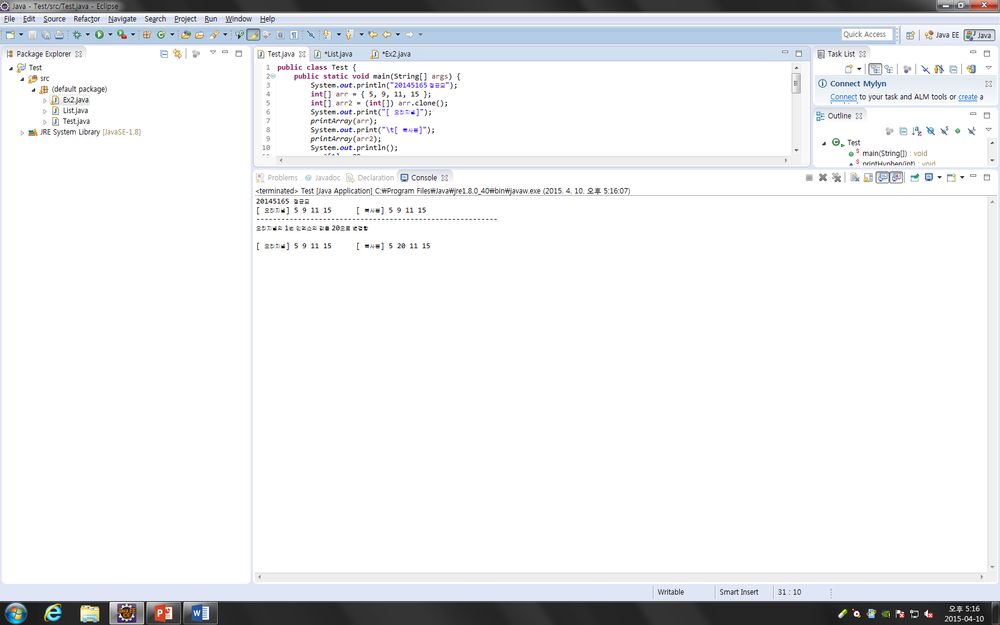 Java - Test/src/Test.java - Eclipse
File Edit Source Refactor Navigate Search Project Run Window Help
Quick Access
Java EE
Java
Package Explorer
Test
src
(default package)
Ex2.java
List.java
Test.java
JRE System Library [JavaSE-1.8]
Test.java *List.java *Ex2.java
1 public class Test {
2 public static void main(String[] args) {
3 System.out.println("20145165 정균모");
4 int[] arr = { 5, 9, 11, 15 };
5 int[] arr2 = (int[]) arr.clone();
6 System.out.print("[ 오리지널]");
7 printArray(arr);
8 System.out.print("\t[ 복사본]");
9 printArray(arr2);
10 System.out.println();
Task List
Connect Mylyn
Connect to your task and ALM tools or create a
Outline
Test
main(String[]) : void
printHyphen(int) : void
Problems @ Javadoc Declaration Console
<terminated> Test [Java Application] C:₩Program Files₩Java₩jre1.8.0_40₩bin₩javaw.exe (2015. 4. 10. 오후 5:16:07)
20145165 정균모
[ 오리지널] 5 9 11 15 [ 복사본] 5 9 11 15
----------------------------------------------------------
오리지널의 1번 인덱스의 값을 20으로 변경함
[ 오리지널] 5 9 11 15 [ 복사본] 5 20 11 15
Writable
Smart Insert
31 : 10
오후 5:16
2015-04-10